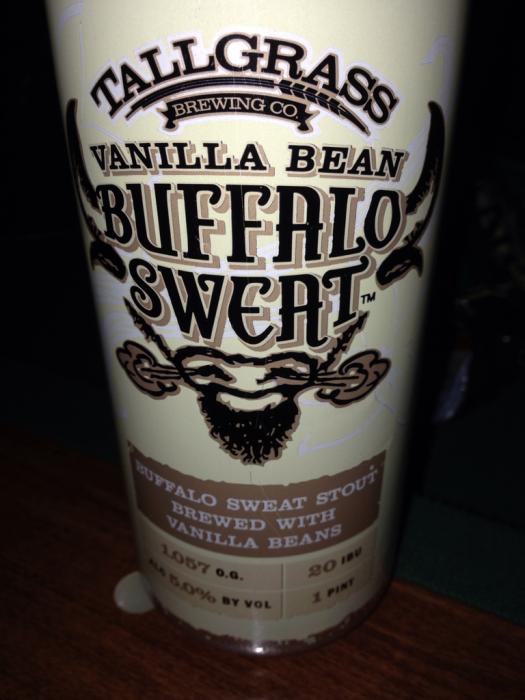 TALLGRASS
BREWING CO.
VANILLA BEAN
BUFFALO
SWEAT™
BUFFALO SWEAT STOUT
BREWED WITH
VANILLA BEANS
1.057 O.G. 20 IBU
ALC 5.0% BY VOL 1 PINT